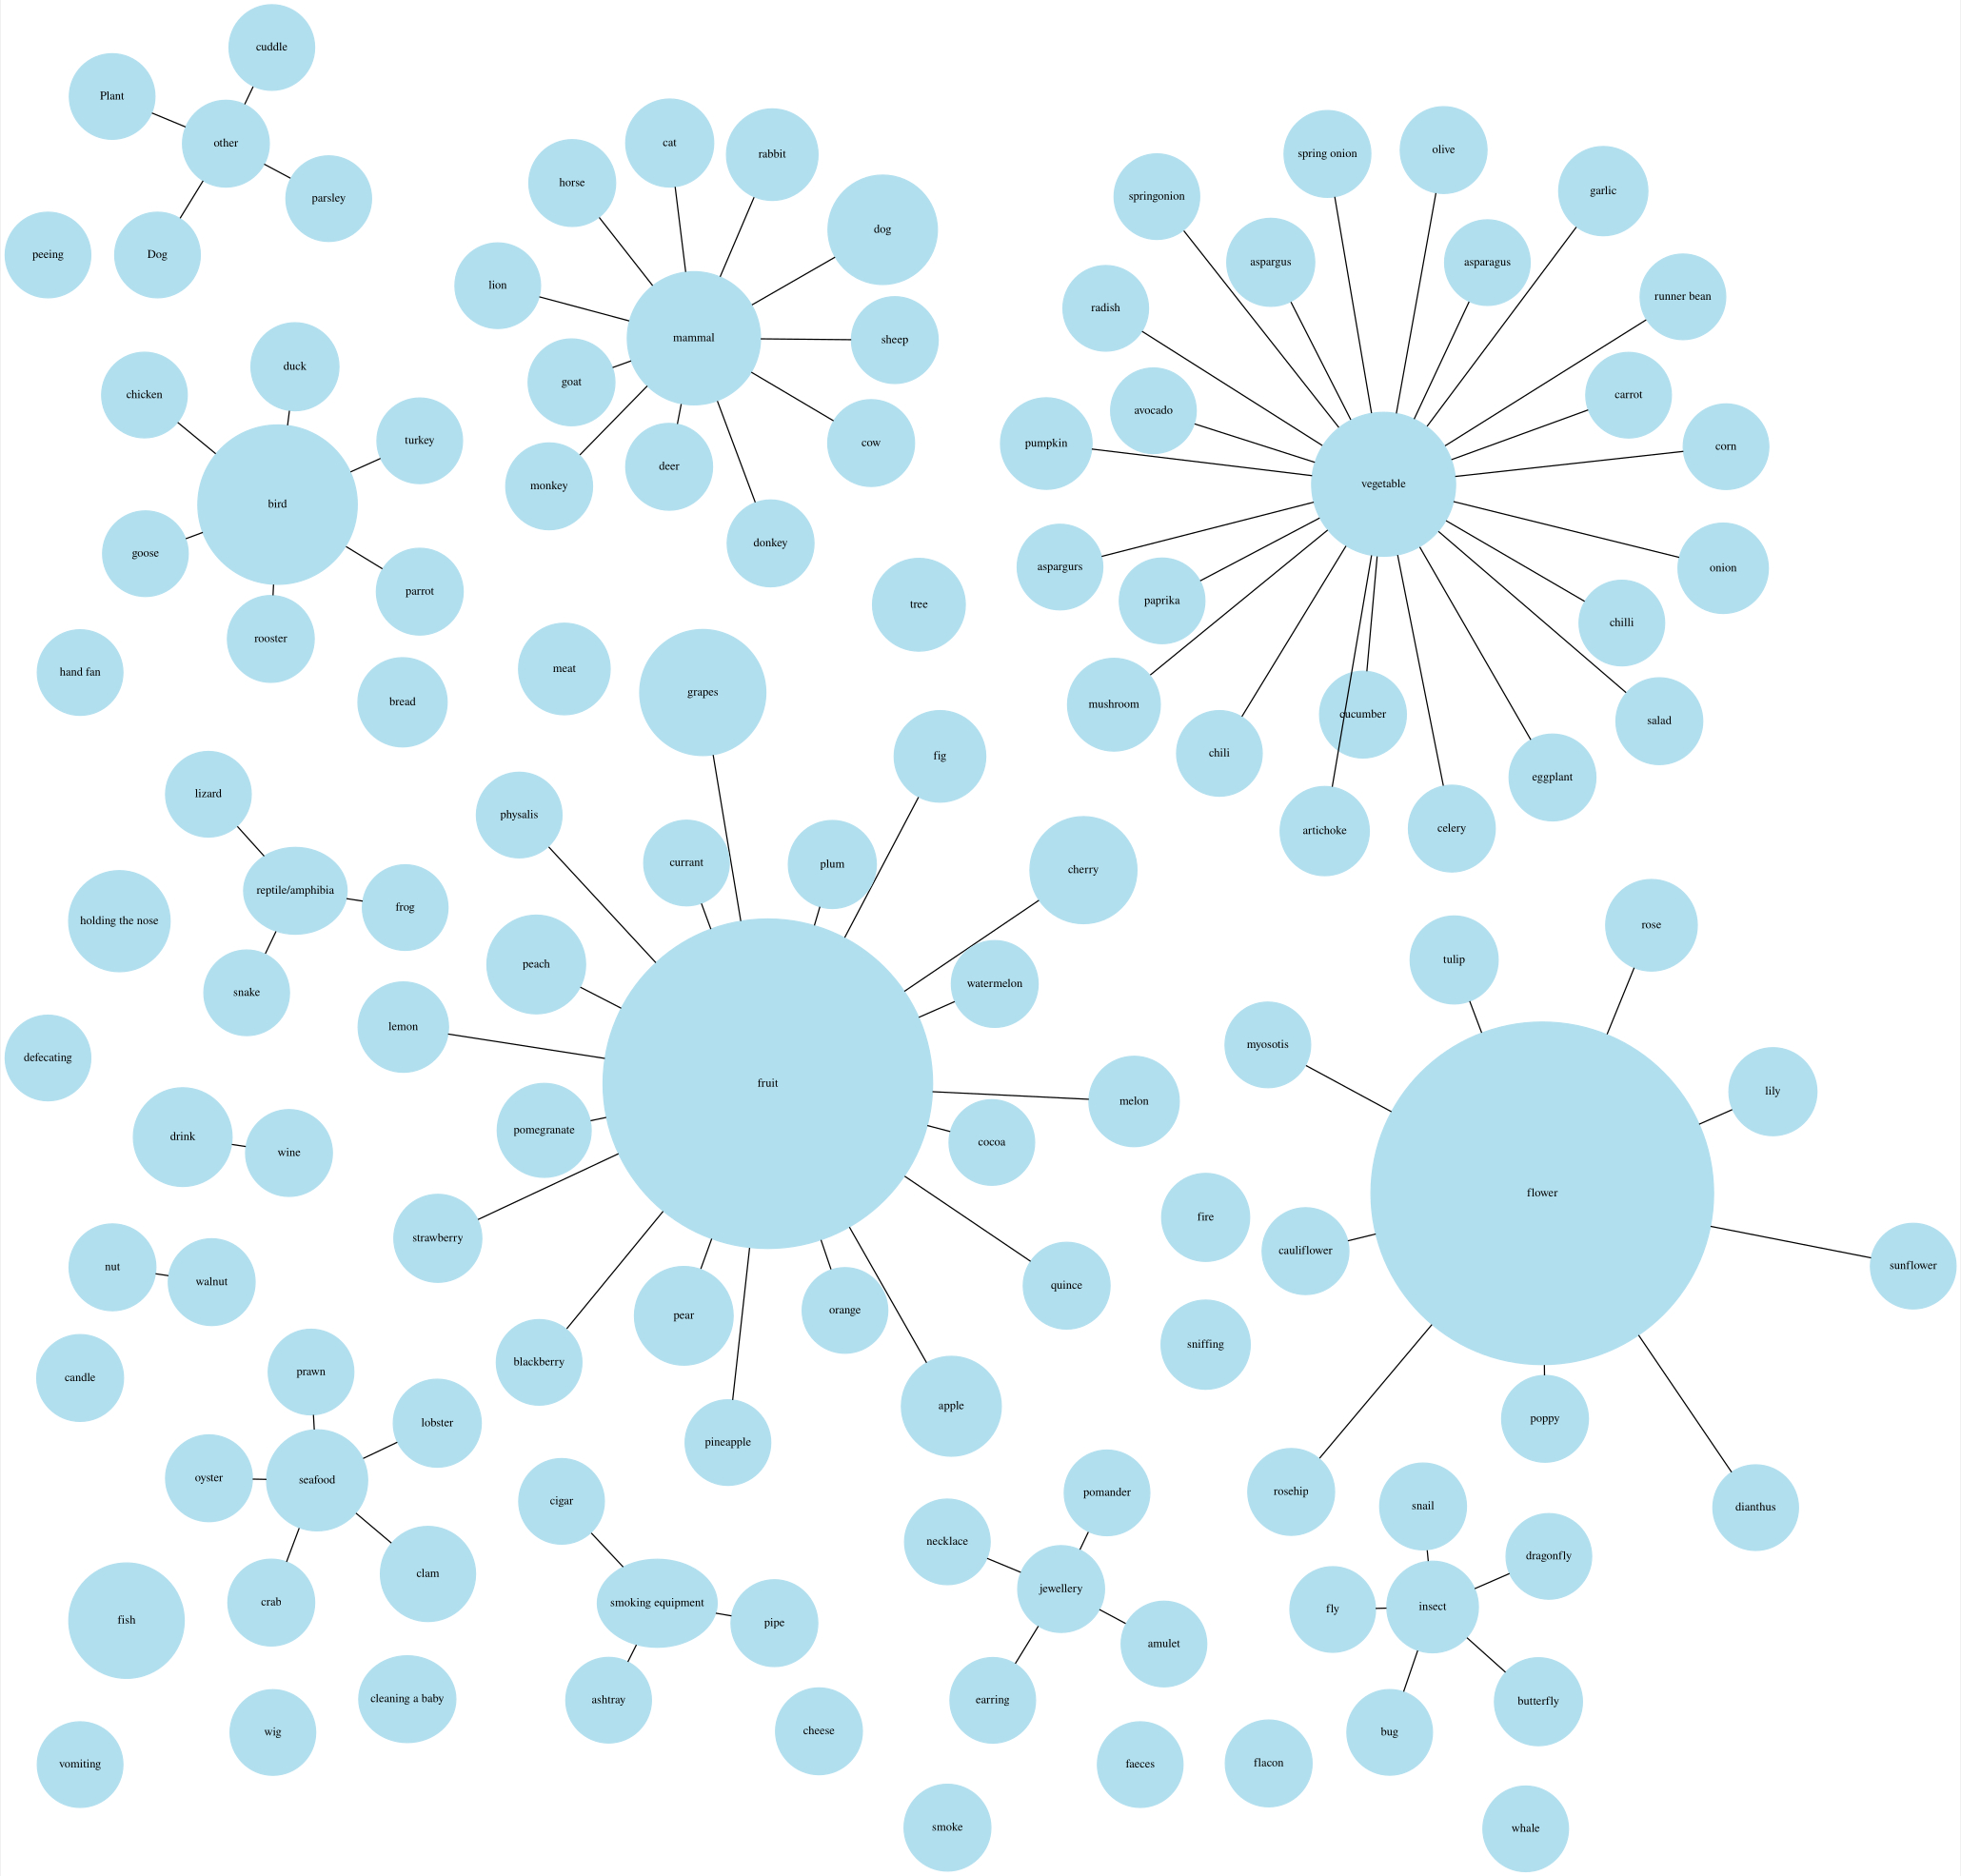 cuddle
Plant
other
parsley
peeing
Dog
cat
rabbit
horse
dog
lion
mammal
sheep
goat
cow
deer
monkey
donkey
spring onion
olive
garlic
springonion
aspargus
asparagus
runner bean
radish
carrot
avocado
pumpkin
corn
vegetable
aspargurs
onion
paprika
chilli
mushroom
cucumber
salad
chili
eggplant
artichoke
celery
duck
chicken
turkey
bird
goose
parrot
rooster
hand fan
bread
meat
tree
grapes
fig
physalis
currant
plum
cherry
peach
watermelon
lemon
fruit
melon
pomegranate
cocoa
strawberry
quince
pear
orange
blackberry
apple
pineapple
lizard
reptile/amphibia
frog
holding the nose
snake
defecating
drink
wine
nut
walnut
candle
rose
tulip
myosotis
lily
flower
fire
cauliflower
sunflower
sniffing
poppy
rosehip
dianthus
prawn
lobster
oyster
seafood
clam
crab
fish
cigar
smoking equipment
pipe
ashtray
cleaning a baby
wig
vomiting
cheese
pomander
necklace
jewellery
amulet
earring
snail
dragonfly
fly
insect
butterfly
bug
faeces
flacon
smoke
whale